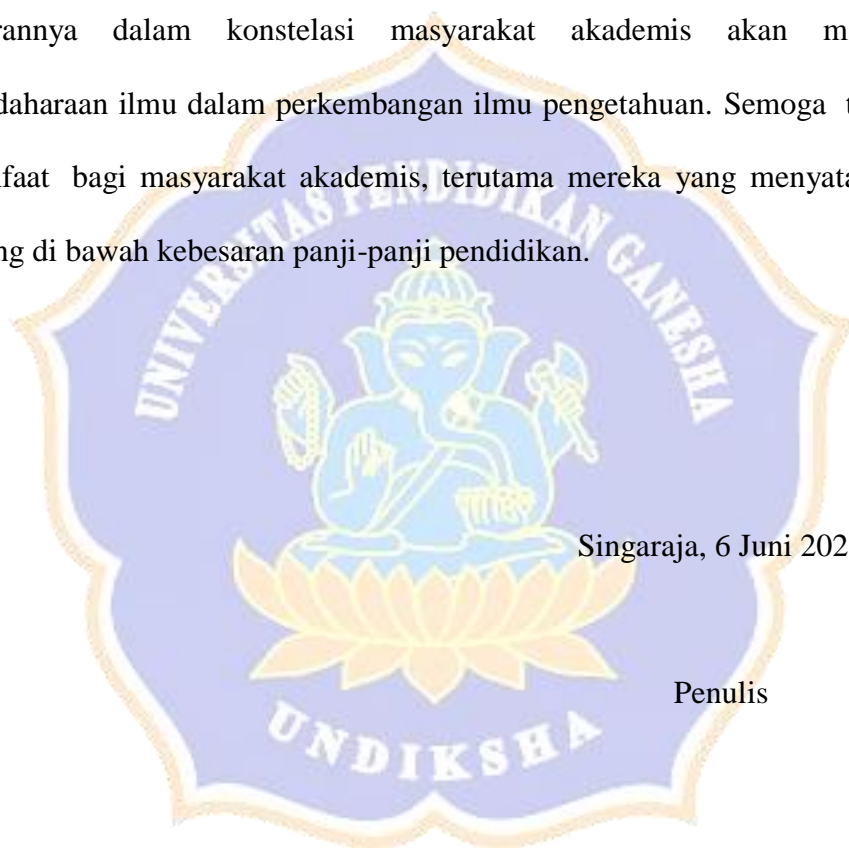 rannya dalam konstelasi masyarakat akademis akan m
daharaan ilmu dalam perkembangan ilmu pengetahuan. Semoga t
faat bagi masyarakat akademis, terutama mereka yang menyata
ng di bawah kebesaran panji-panji pendidikan.
UNIVERSITAS PENDIDIKAN GANESHA
Singaraja, 6 Juni 202
Penulis
UNDIKSHA